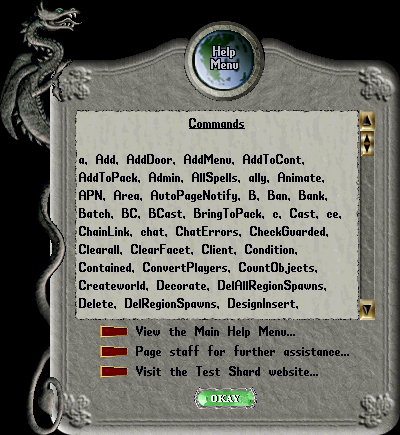 Help
Menu
Commands
a, Add, AddDoor, AddMenu, AddToCont,
AddToPack, Admin, AllSpells, ally, Animate,
APN, Area, AutoPageNotify, B, Ban, Bank,
Batch, BC, BCast, BringToPack, c, Cast, ce,
ChainLink, chat, ChatErrors, CheckGuarded,
Clearall, ClearFacet, Client, Condition,
Contained, ConvertPlayers, CountObjects,
Createworld, Decorate, DelAllRegionSpawns,
Delete, DelRegionSpawns, DesignInsert,
View the Main Help Menu...
Page staff for further assistance...
Visit the Test Shard website...
OKAY